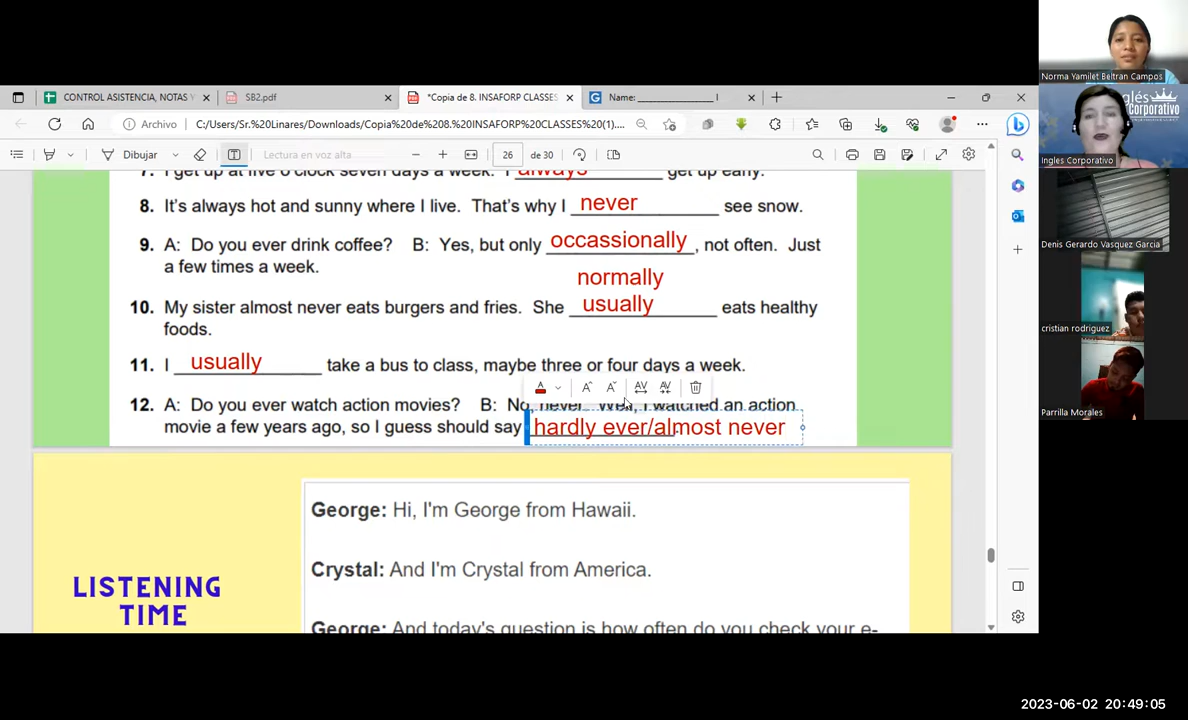 Norma Yamilet Beltran Campos
CONTROL ASISTENCIA, NOTAS Y
SB2.pdf
*Copia de 8. INSAFORP CLASSES
Name: ________________ I
Inglés Corporativo
Ingles Corporativo
Archivo
C:/Users/Sr.%20Linares/Downloads/Copia%20de%208.%20INSAFORP%20CLASSES%20(1)....
Dibujar
Lectura en voz alta
26
de 30
7. I get up at five o'clock seven days a week. I always get up early.
8. It's always hot and sunny where I live. That's why I never see snow.
9. A: Do you ever drink coffee? B: Yes, but only occassionally, not often. Just
a few times a week.
normally
10. My sister almost never eats burgers and fries. She usually eats healthy
foods.
11. I usually take a bus to class, maybe three or four days a week.
12. A: Do you ever watch action movies? B: No, never. Well, I watched an action
movie a few years ago, so I guess should say hardly ever/almost never
George: Hi, I'm George from Hawaii.
Crystal: And I'm Crystal from America.
LISTENING
TIME
George: And today's question is how often do you check your e-
Denis Gerardo Vasquez Garcia
cristian rodriguez
Parrilla Morales
2023-06-02 20:49:05